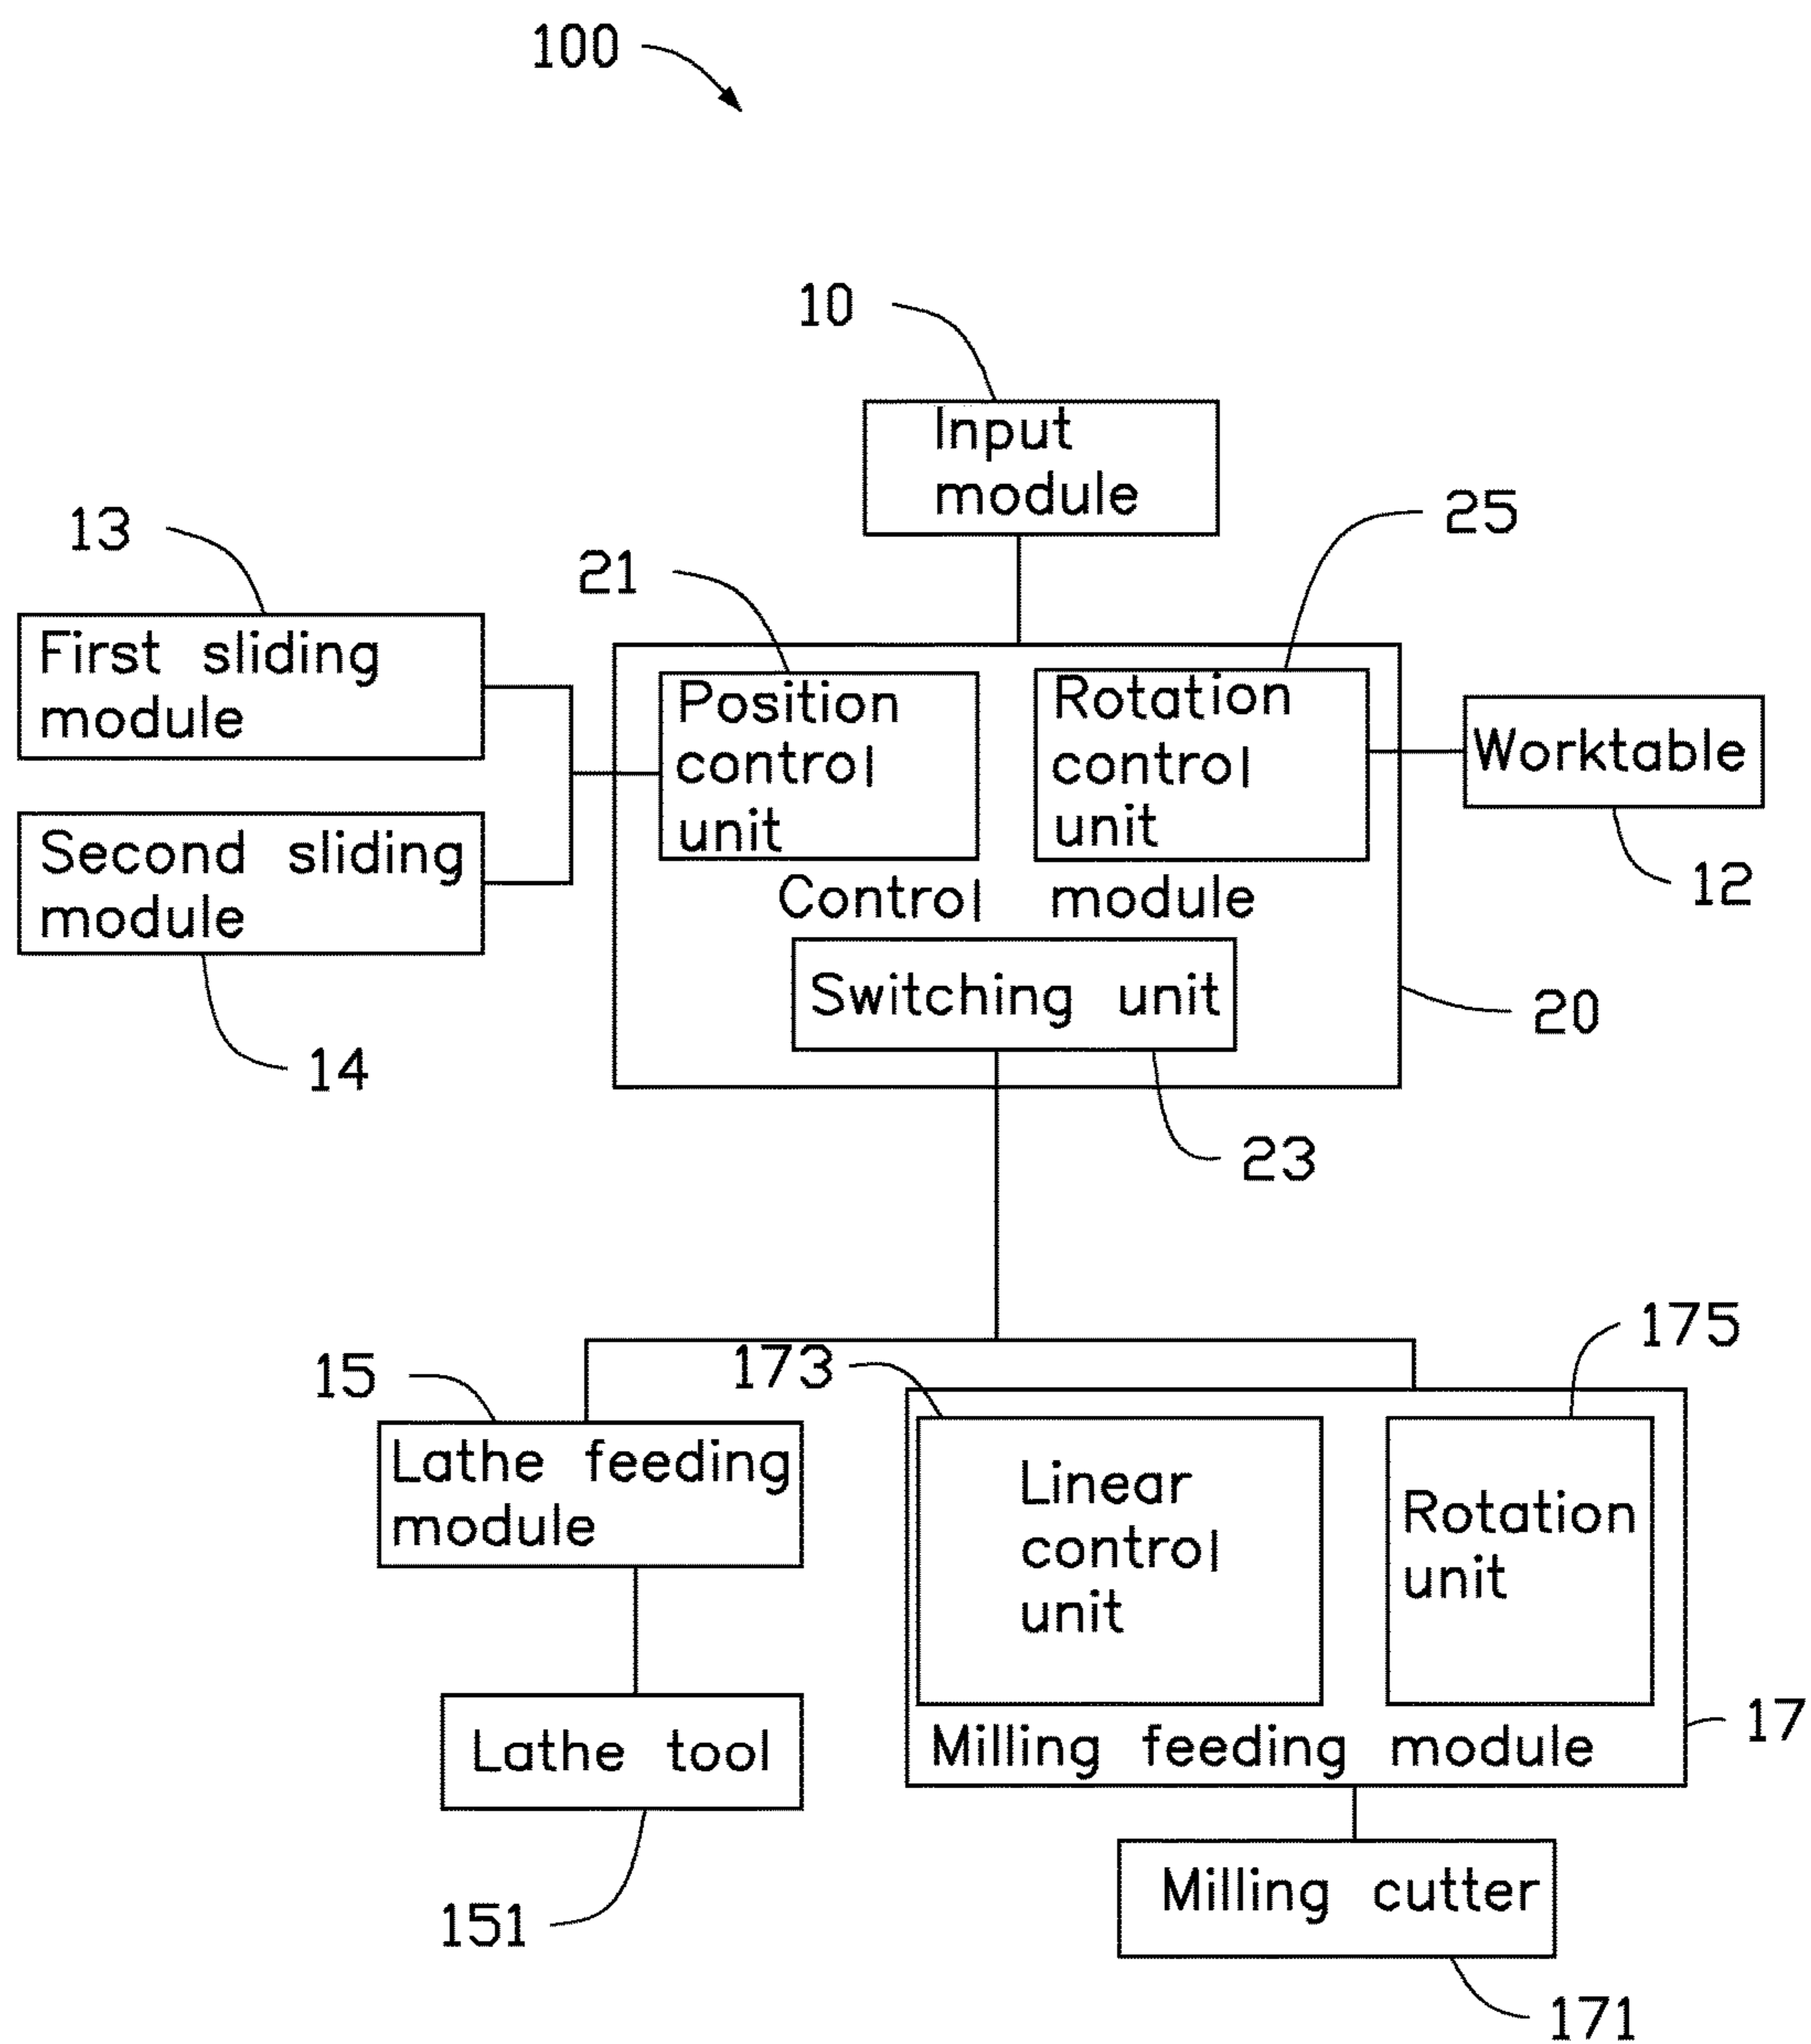 100
10
Input
module
13
21
25
First sliding
module
Position
control
unit
Rotation
control
unit
Worktable
Second sliding
module
12
Control module
Switching unit
20
14
23
173
175
15
Lathe feeding
module
Linear
control
unit
Rotation
unit
17
Lathe tool
Milling feeding module
151
Milling cutter
171